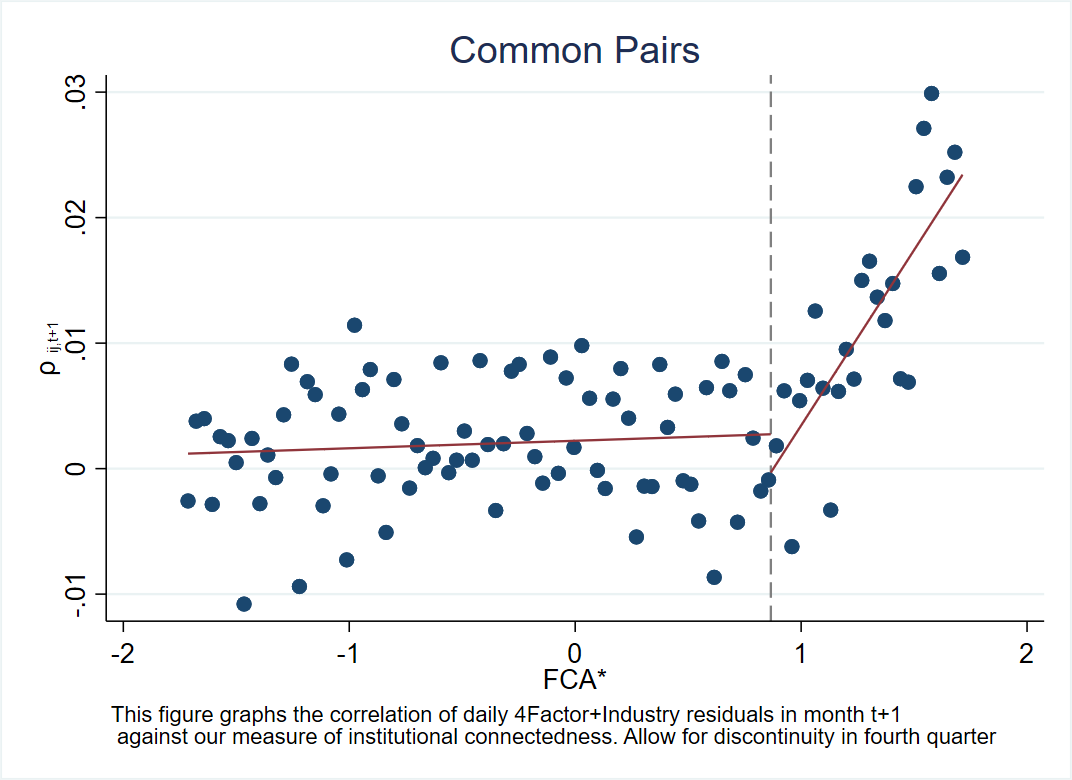 Common Pairs
.03
.02
.01
0
-.01
ρ ij,t+1
-2 -1 0 1 2
FCA*
This figure graphs the correlation of daily 4Factor+Industry residuals in month t+1
against our measure of institutional connectedness. Allow for discontinuity in fourth quarter